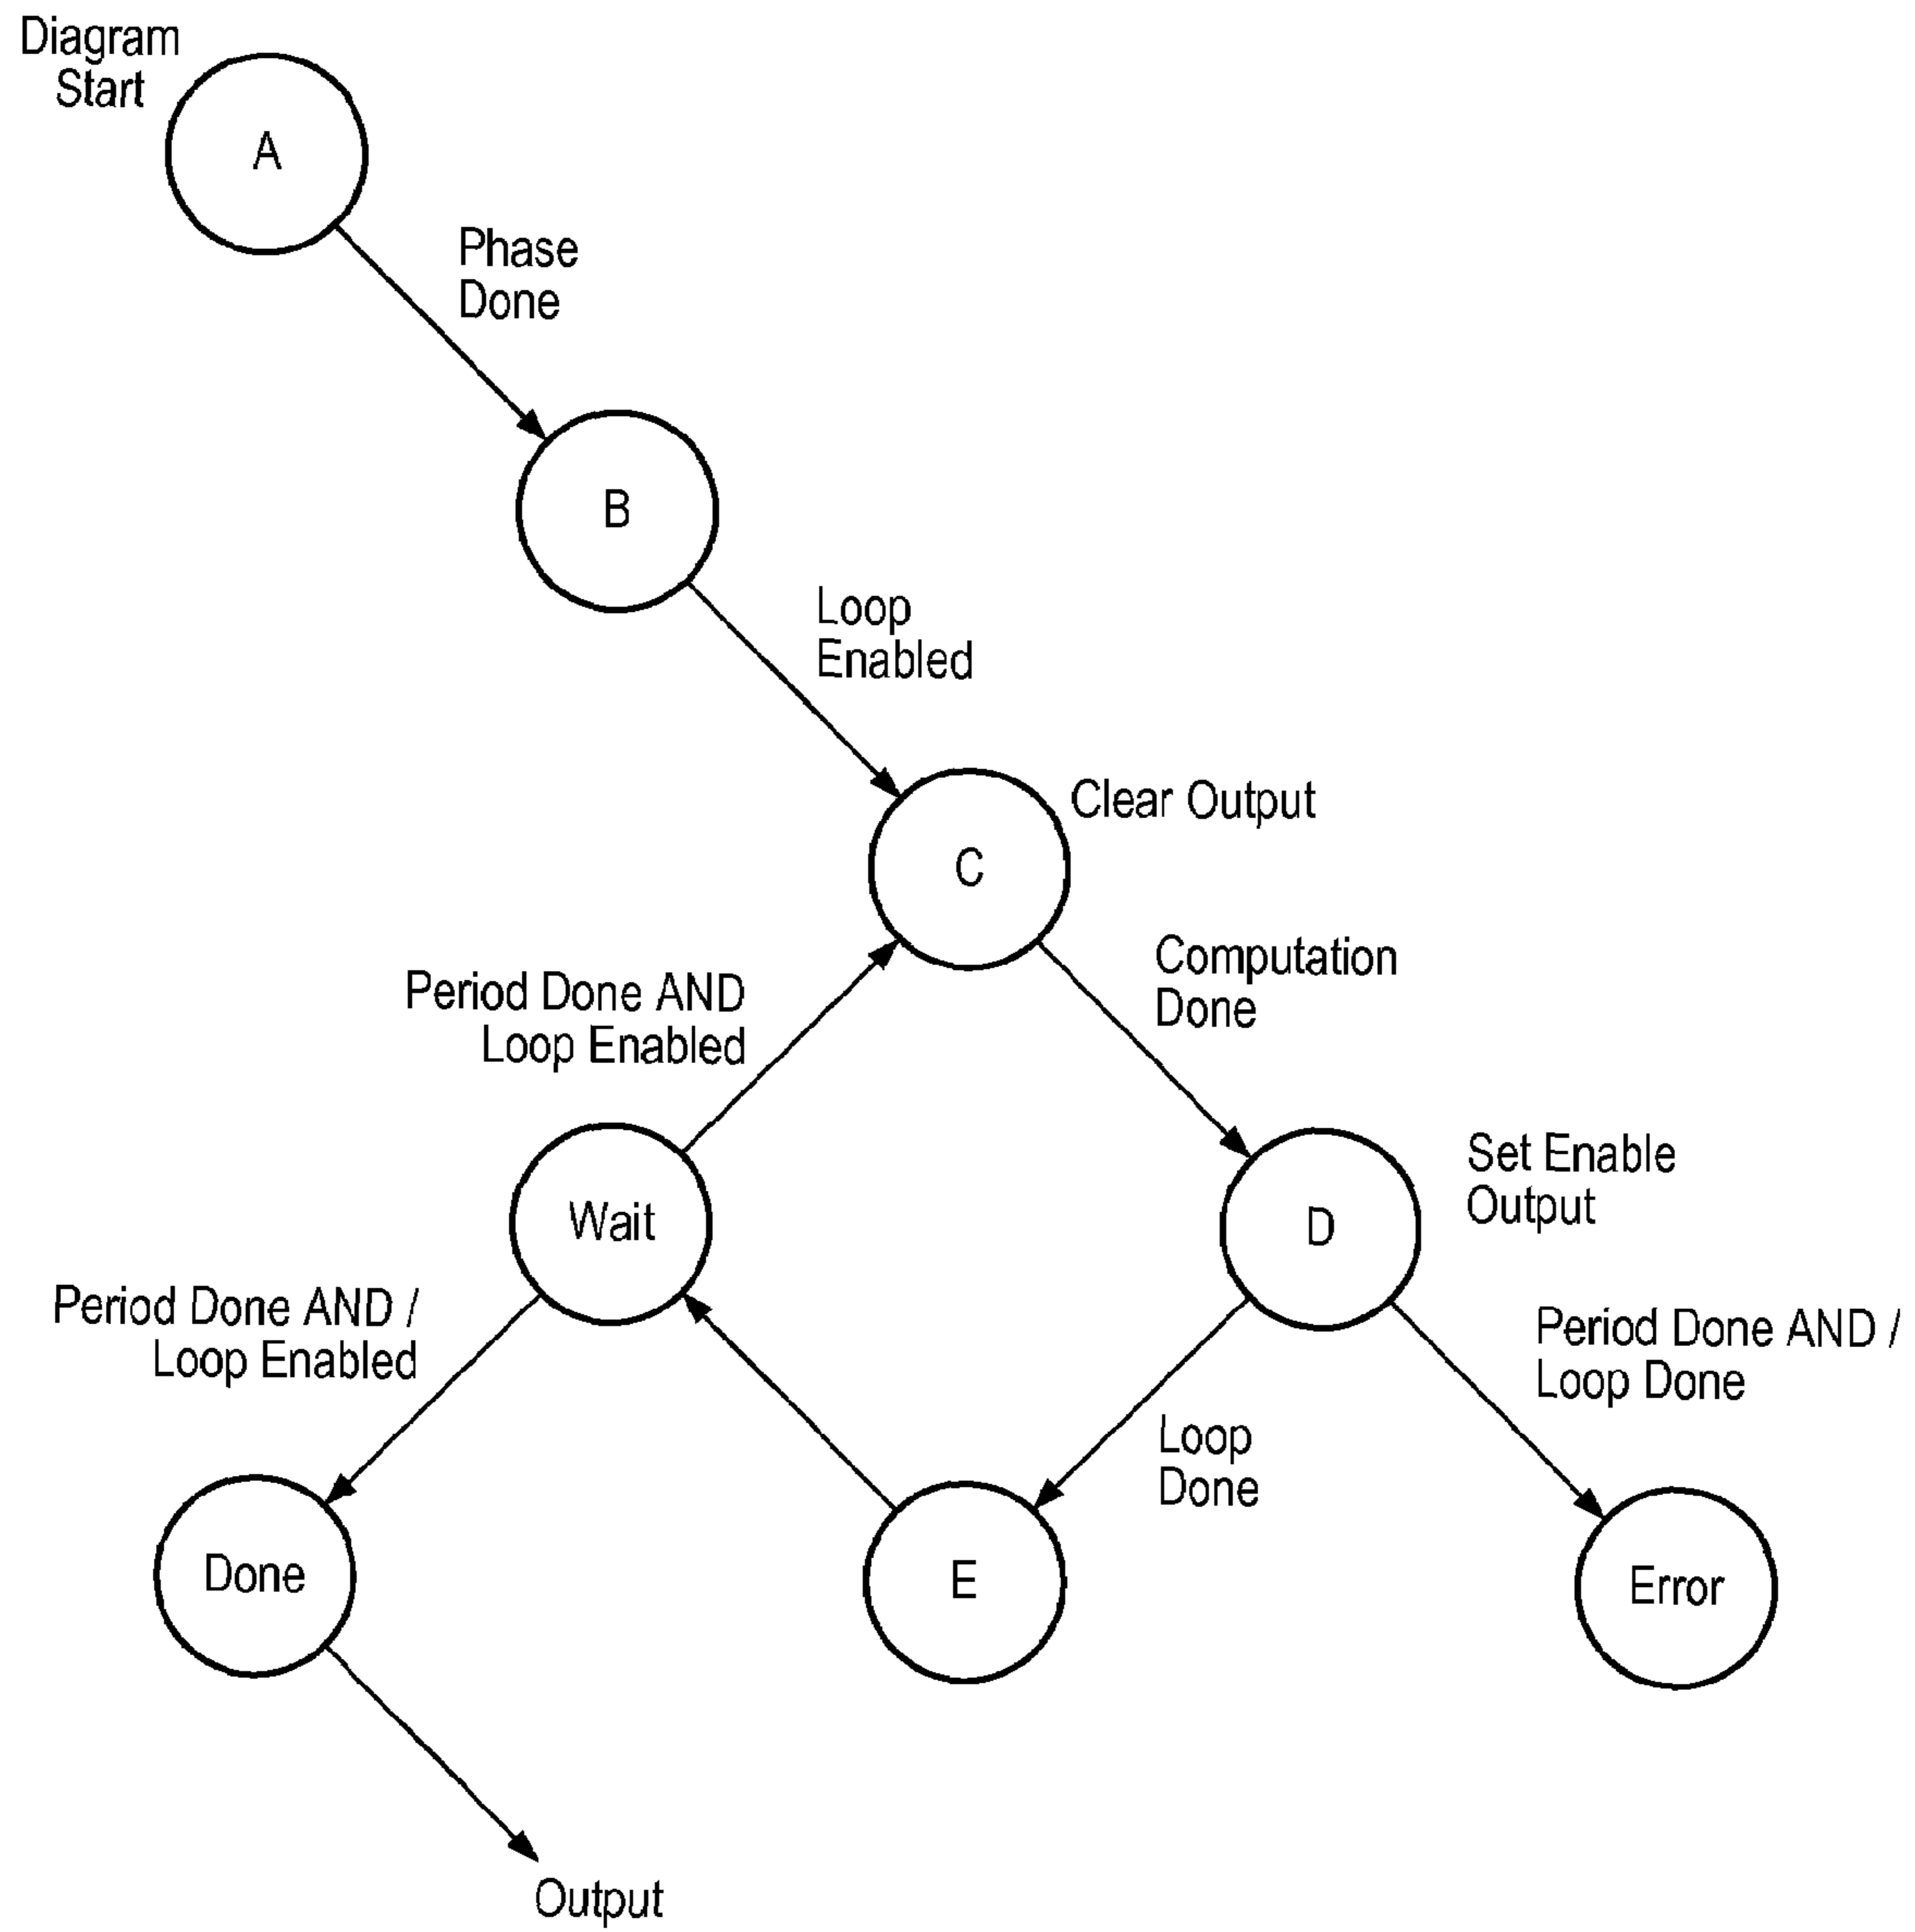 Diagram
Start
A
Phase
Done
B
Loop
Enabled
Clear Output
C
Computation
Done
Period Done AND
Loop Enabled
Set Enable
Output
Wait
D
Period Done AND /
Loop Enabled
Period Done AND /
Loop Done
Loop
Done
Done
E
Error
Output